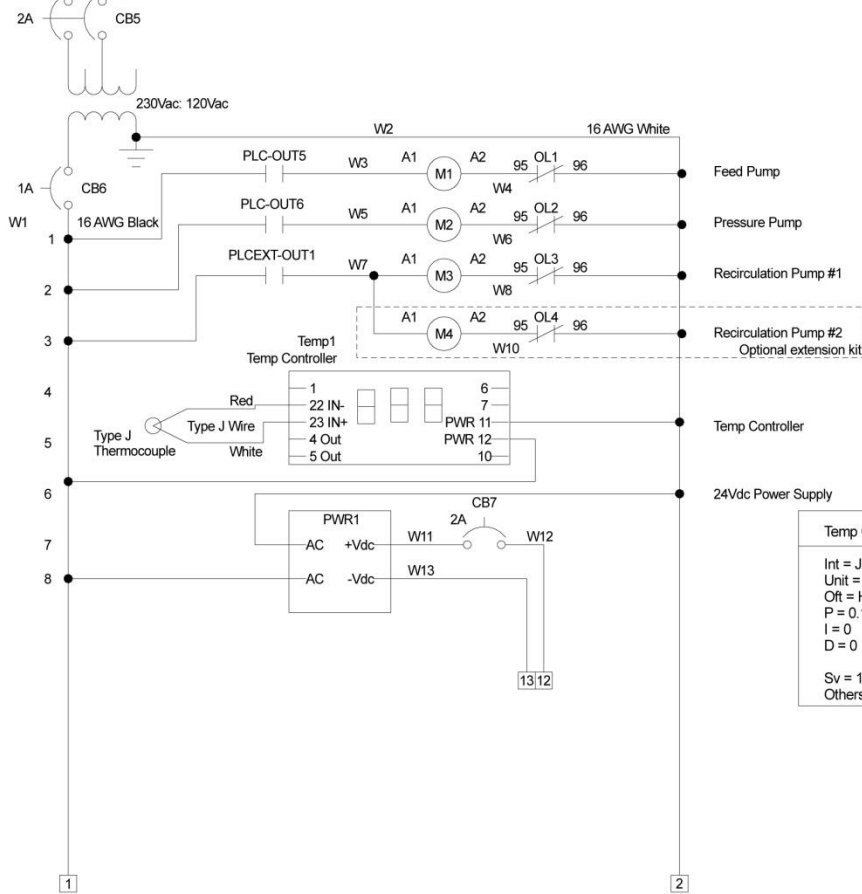 2A
CB5
230Vac: 120Vac
W2
16 AWG White
1A
CB6
W1
16 AWG Black
PLC-OUT5
W3
A1
M1
A2
W4
95
OL1
96
Feed Pump
1
PLC-OUT6
W5
A1
M2
A2
W6
95
OL2
96
Pressure Pump
2
PLCEXT-OUT1
W7
A1
M3
A2
W8
95
OL3
96
Recirculation Pump #1
3
A1
M4
A2
W10
95
OL4
96
Recirculation Pump #2
Optional extension kit
Temp1
Temp Controller
4
1
22 IN-
23 IN+
4 Out
5 Out
6
7
PWR 11
PWR 12
10
Red
Type J Wire
White
Type J
Thermocouple
Temp Controller
5
6
24Vdc Power Supply
7
PWR1
AC
+Vdc
AC
-Vdc
W11
2A
CB7
W12
W13
8
13
12
Temp
Int = J
Unit =
Oft =
P = 0.
I = 0
D = 0
Sv = 1
Others
1
2